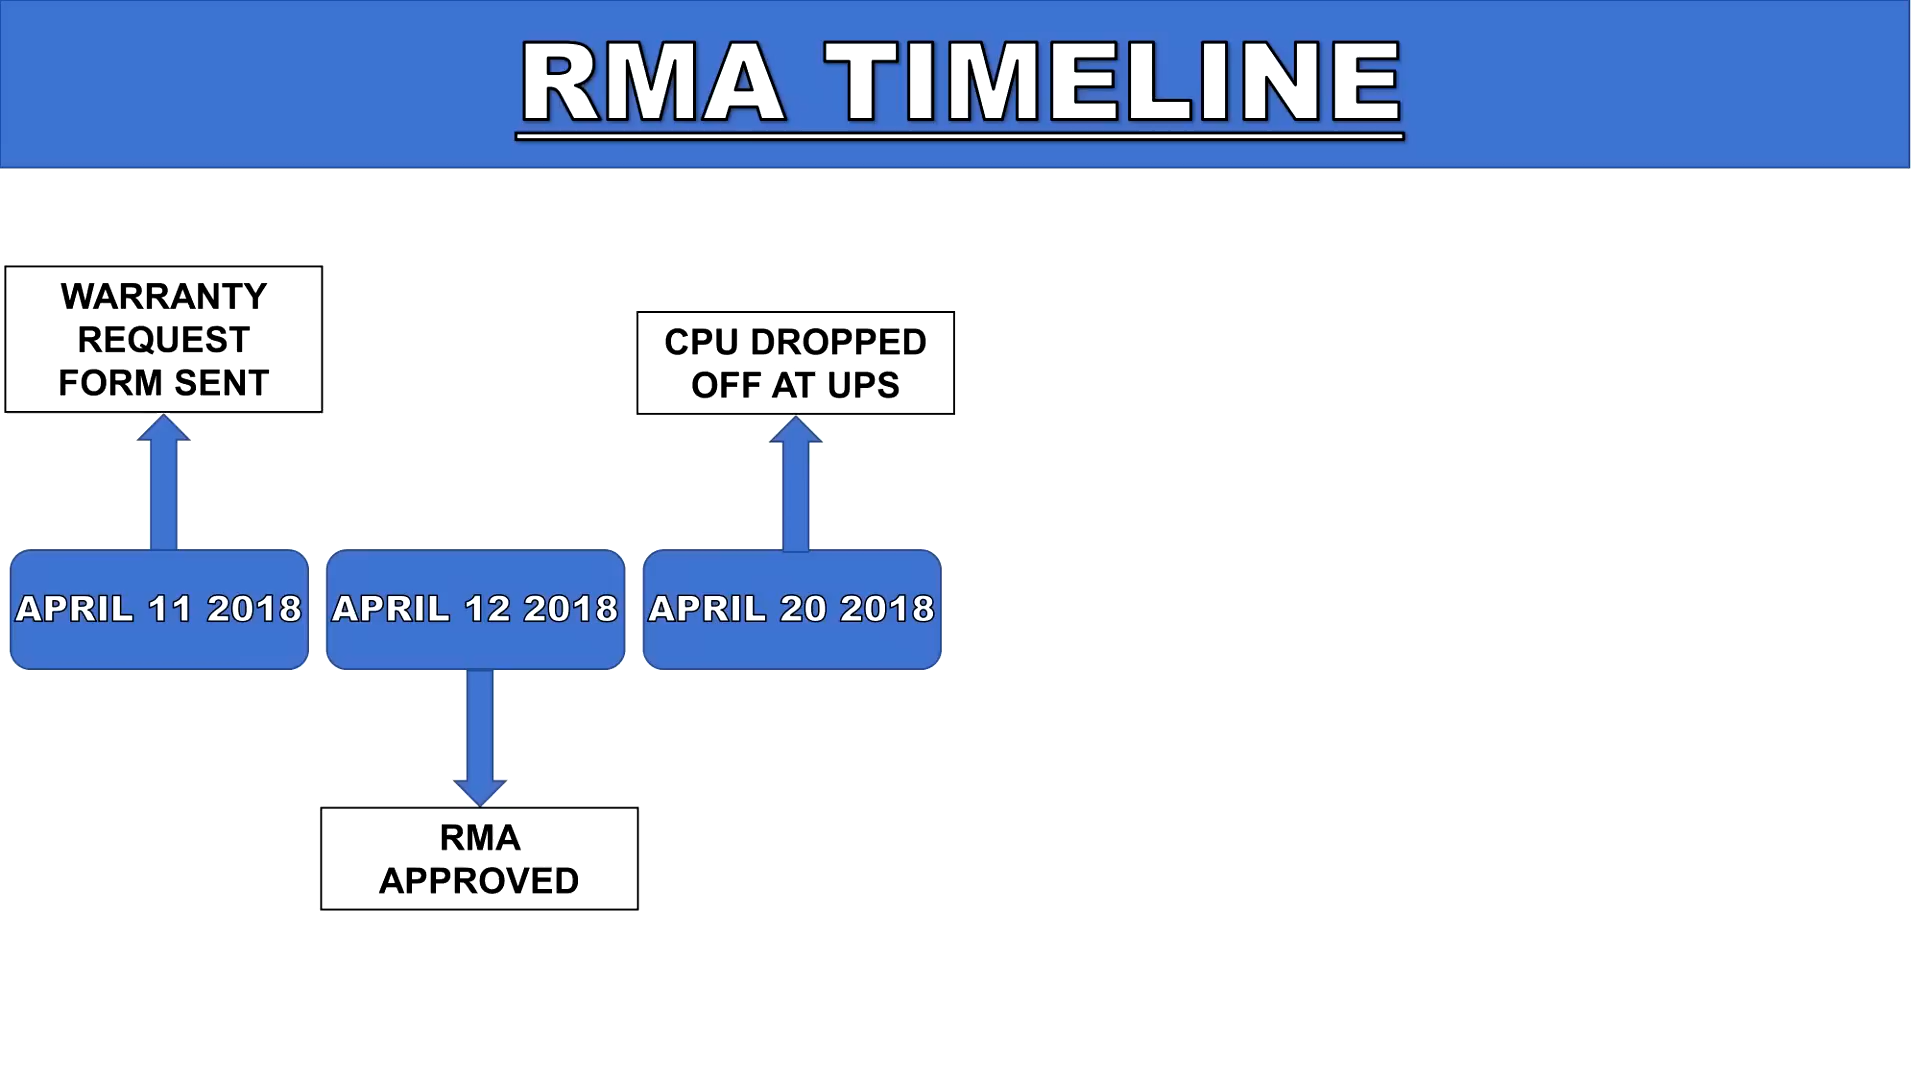 RMA TIMELINE
WARRANTY
REQUEST
FORM SENT
CPU DROPPED
OFF AT UPS
APRIL 11 2018
APRIL 12 2018
APRIL 20 2018
RMA
APPROVED